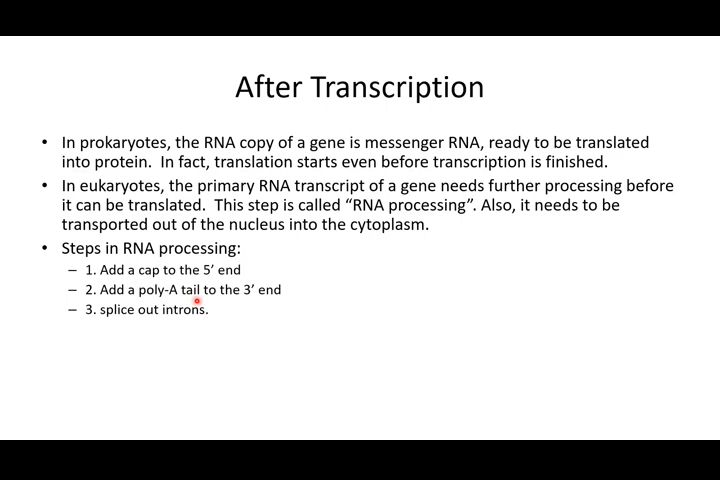 After Transcription
• In prokaryotes, the RNA copy of a gene is messenger RNA, ready to be translated
into protein.  In fact, translation starts even before transcription is finished.
• In eukaryotes, the primary RNA transcript of a gene needs further processing before
it can be translated.  This step is called “RNA processing”. Also, it needs to be
transported out of the nucleus into the cytoplasm.
• Steps in RNA processing:
– 1. Add a cap to the 5’ end
– 2. Add a poly-A tail to the 3’ end
– 3. splice out introns.